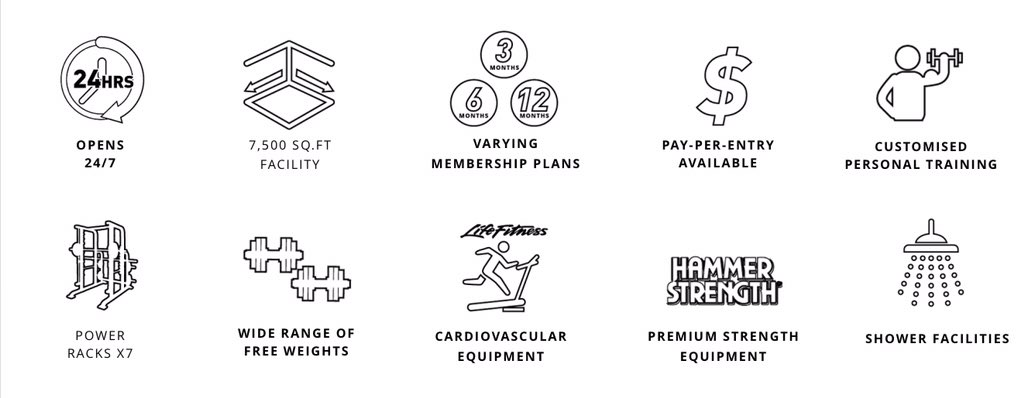 24HRS
OPENS
24/7
7,500 SQ.FT
FACILITY
3
MONTHS
6
MONTHS
12
MONTHS
VARYING
MEMBERSHIP PLANS
$
PAY-PER-ENTRY
AVAILABLE
CUSTOMISED
PERSONAL TRAINING
POWER
RACKS X7
WIDE RANGE OF
FREE WEIGHTS
Life Fitness
CARDIOVASCULAR
EQUIPMENT
HAMMER
STRENGTH®
PREMIUM STRENGTH
EQUIPMENT
SHOWER FACILITIES